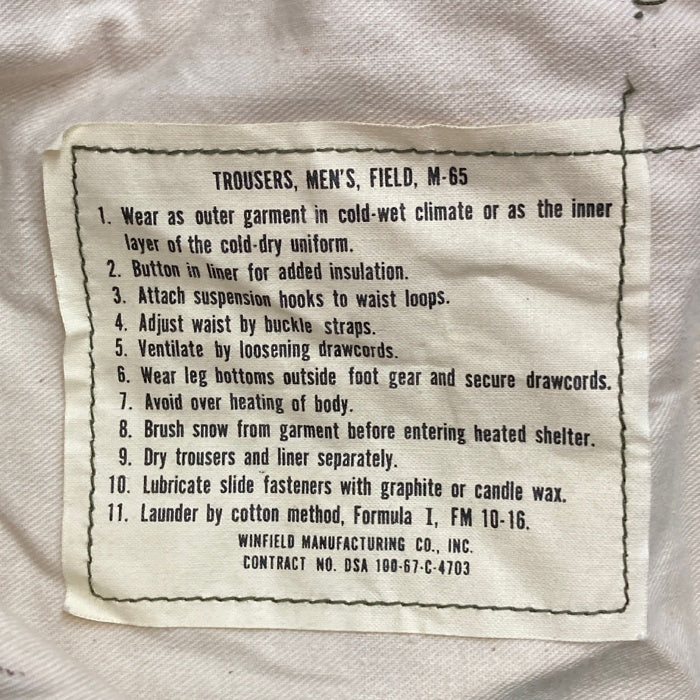 TROUSERS, MEN'S, FIELD, M-65
1. Wear as outer garment in cold-wet climate or as the inner
layer of the cold-dry uniform.
2. Button in liner for added insulation.
3. Attach suspension hooks to waist loops.
4. Adjust waist by buckle straps.
5. Ventilate by loosening drawcords.
6. Wear leg bottoms outside foot gear and secure drawcords.
7. Avoid over heating of body.
8. Brush snow from garment before entering heated shelter.
9. Dry trousers and liner separately.
10. Lubricate slide fasteners with graphite or candle wax.
11. Launder by cotton method, Formula I, FM 10-16.
WINFIELD MANUFACTURING CO., INC.
CONTRACT NO. DSA 100-67-C-4703